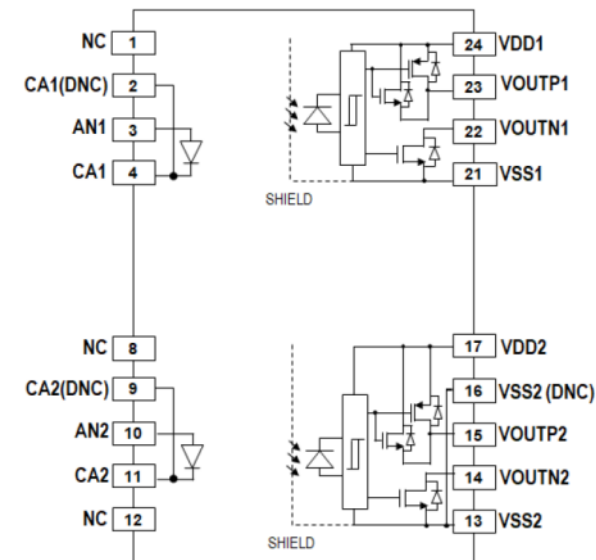 NC 1
CA1(DNC) 2
AN1 3
CA1 4
24 VDD1
23 VOUTP1
22 VOUTN1
21 VSS1
SHIELD
NC 8
CA2(DNC) 9
AN2 10
CA2 11
NC 12
17 VDD2
16 VSS2 (DNC)
15 VOUTP2
14 VOUTN2
13 VSS2
SHIELD